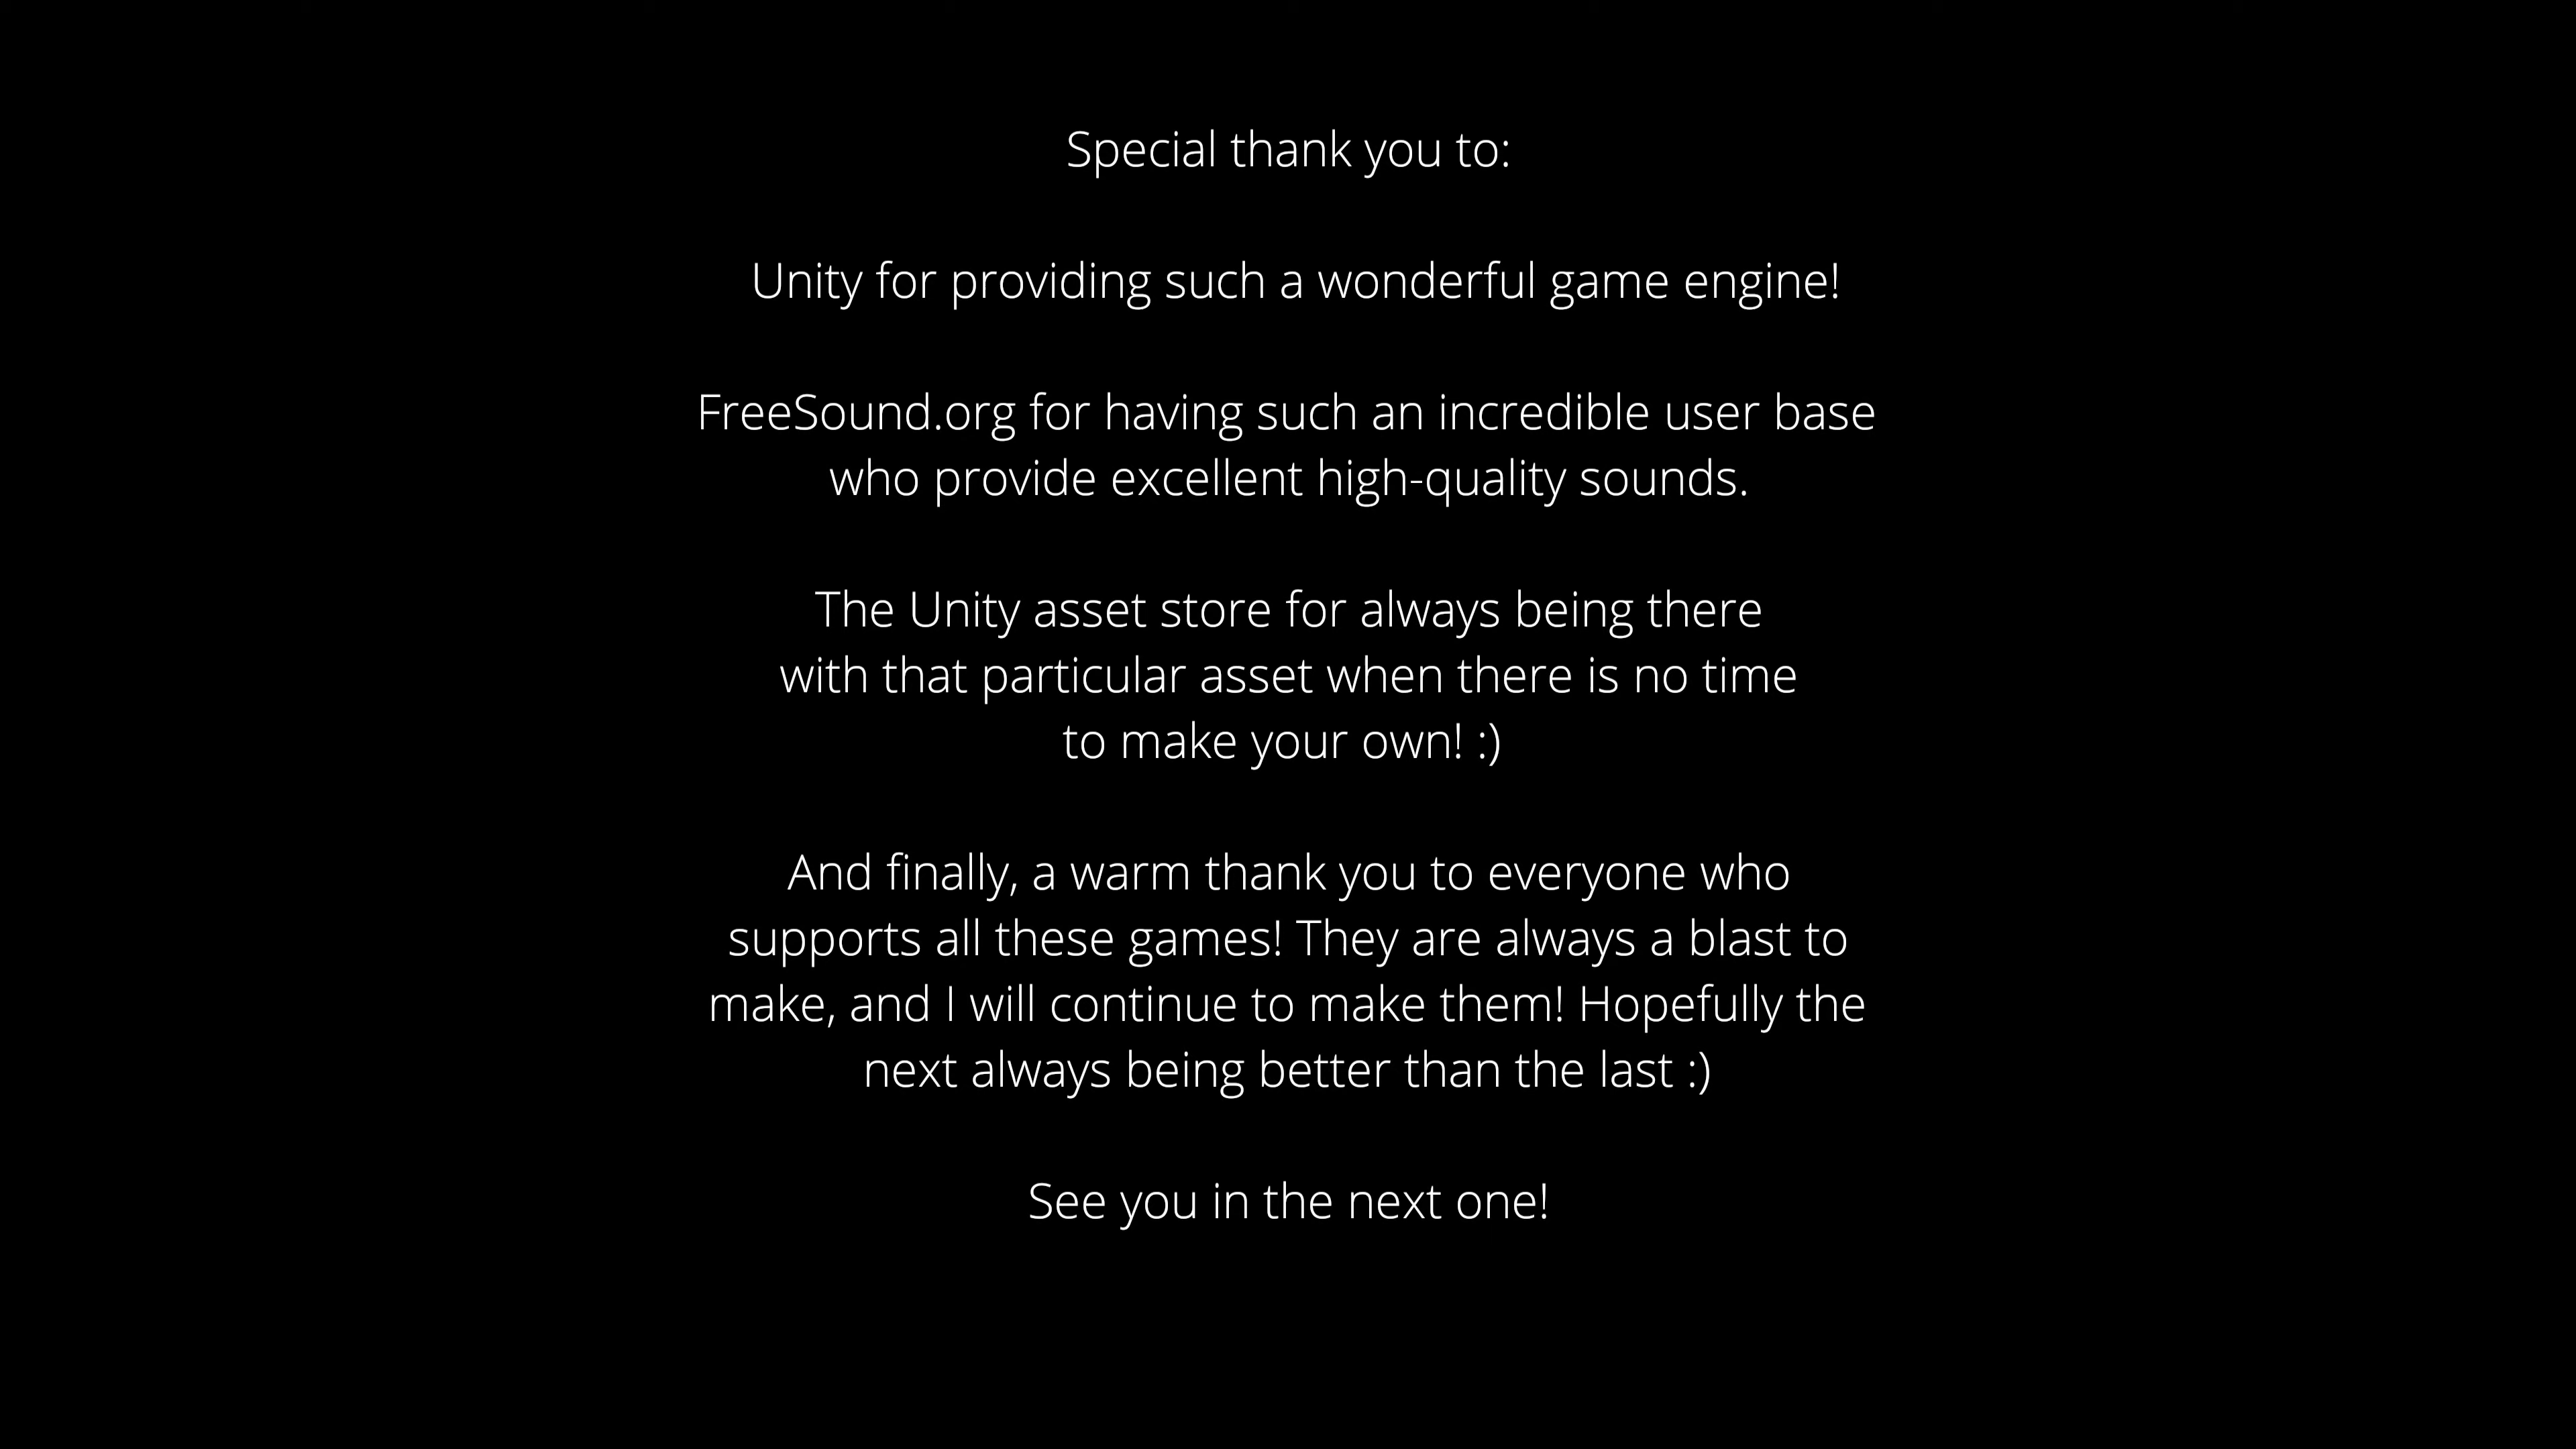 Special thank you to:
Unity for providing such a wonderful game engine!
FreeSound.org for having such an incredible user base
who provide excellent high-quality sounds.
The Unity asset store for always being there
with that particular asset when there is no time
to make your own! :)
And finally, a warm thank you to everyone who
supports all these games! They are always a blast to
make, and I will continue to make them! Hopefully the
next always being better than the last :)
See you in the next one!